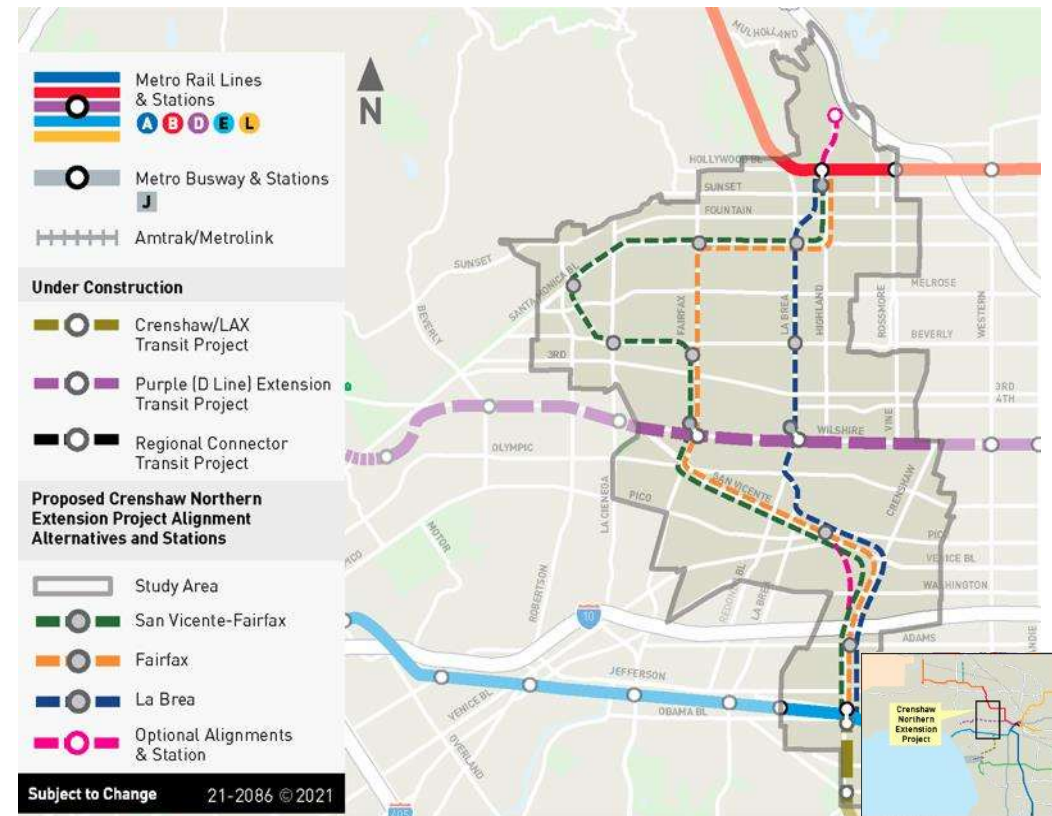 Metro Rail Lines
& Stations
A B D E L
Metro Busway & Stations
J
Amtrak/Metrolink
Under Construction
Crenshaw/LAX
Transit Project
Purple (D Line) Extension
Transit Project
Regional Connector
Transit Project
Proposed Crenshaw Northern
Extension Project Alignment
Alternatives and Stations
Study Area
San Vicente-Fairfax
Fairfax
La Brea
Optional Alignments
& Station
Subject to Change 21-2086 ©2021
N
MULHOLLAND
HOLLYWOOD BL
SUNSET
FOUNTAIN
SUNSET
SANTA MONICA BL
BEVERLY
FAIRFAX
LA BREA
HIGHLAND
ROSSMORE
MELROSE
WESTERN
BEVERLY
3RD
3RD
4TH
WILSHIRE
VINE
OLYMPIC
SAN VICENTE
CRENSHAW
PICO
LA CIENEGA
PICO
MOTOR
PICO
VENICE BL
WASHINGTON
ROBERTSON
REDONDO BL
LA BREA
10
ADAMS
JEFFERSON
VENICE BL
OBAMA BL
OVERLAND
405
Crenshaw
Northern
Extenstion
Project